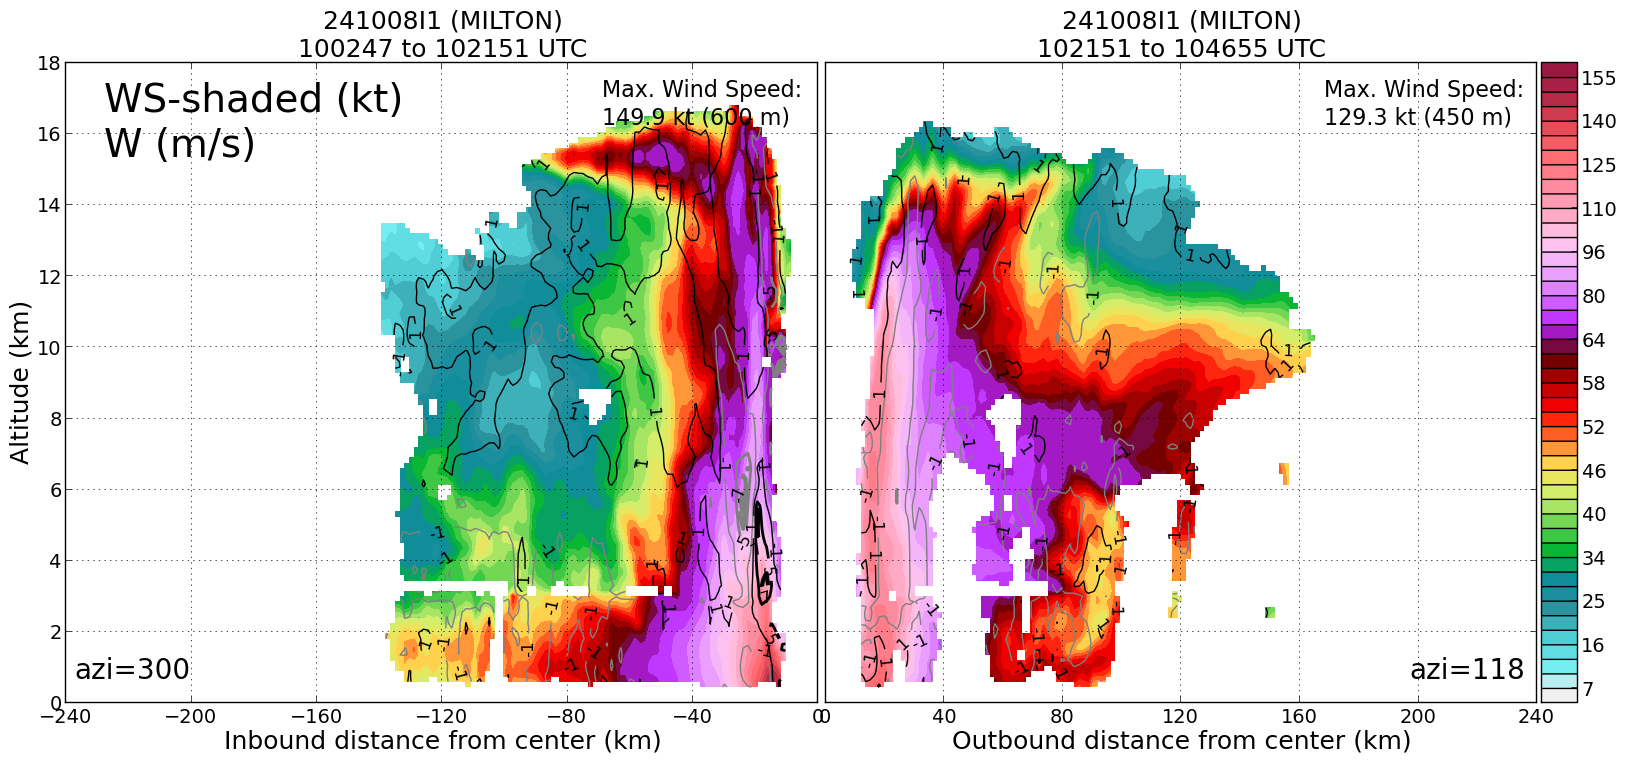 241008I1 (MILTON)
100247 to 102151 UTC
241008I1 (MILTON)
102151 to 104655 UTC
WS-shaded (kt)
W (m/s)
Max. Wind Speed:
149.9 kt (600 m)
Max. Wind Speed:
129.3 kt (450 m)
Altitude (km)
18
16
14
12
10
8
6
4
2
0
azi=300
azi=118
−240
−200
−160
−120
−80
−40
0
0
40
80
120
160
200
240
Inbound distance from center (km)
Outbound distance from center (km)
155
140
125
110
96
80
64
58
52
46
40
34
25
16
7